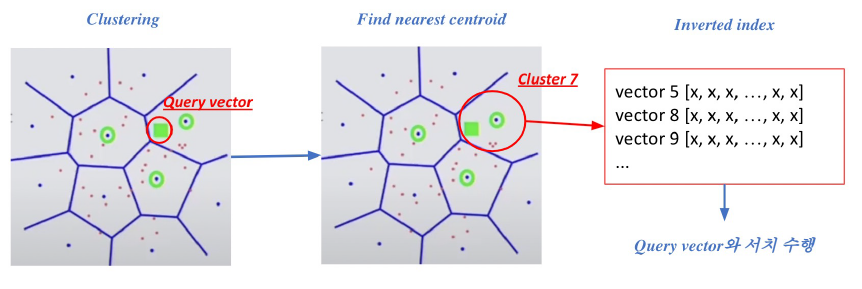 Clustering
Find nearest centroid
Inverted index
Query vector
Cluster 7
vector 5 [x, x, x, ..., x, x]
vector 8 [x, x, x, ..., x, x]
vector 9 [x, x, x, ..., x, x]
...
Query vector와 서치 수행